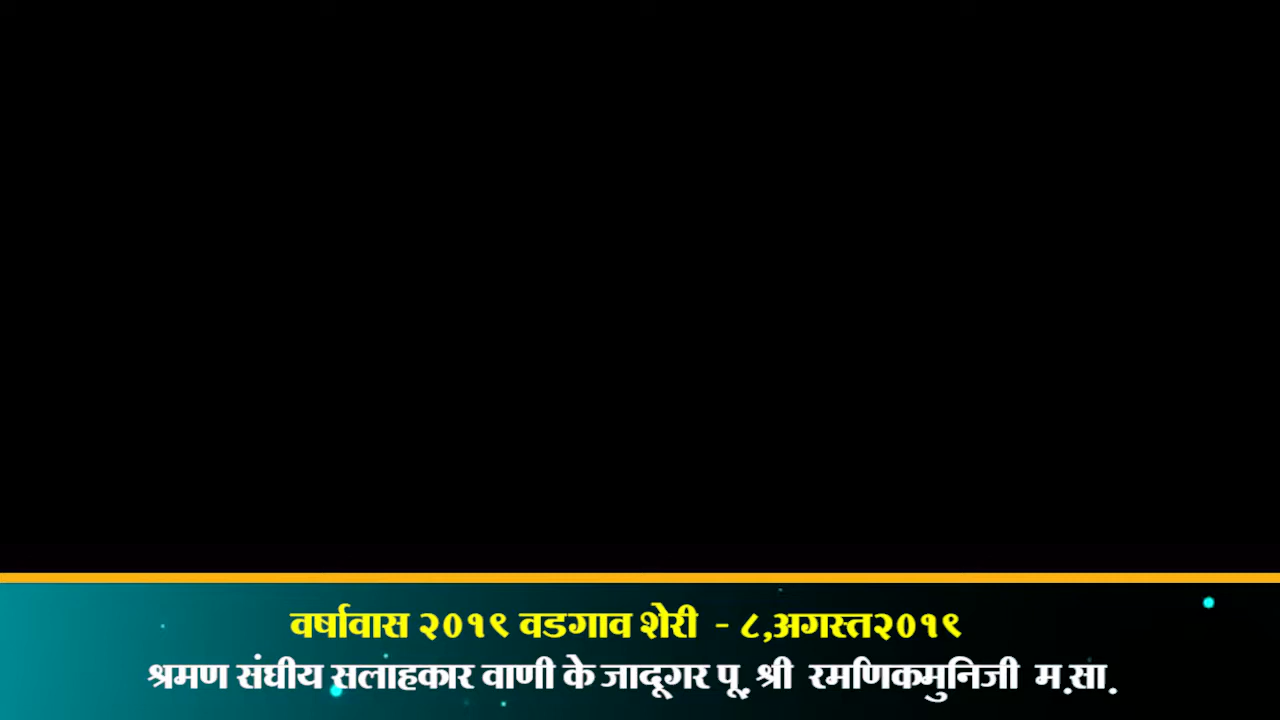 वर्षावास २०१९ वडगाव शेरी - ८,अगस्त२०१९
श्रमण संघीय सलाहकार वाणी के जादूगर पू. श्री रमणिकमुनिजी म.सा.